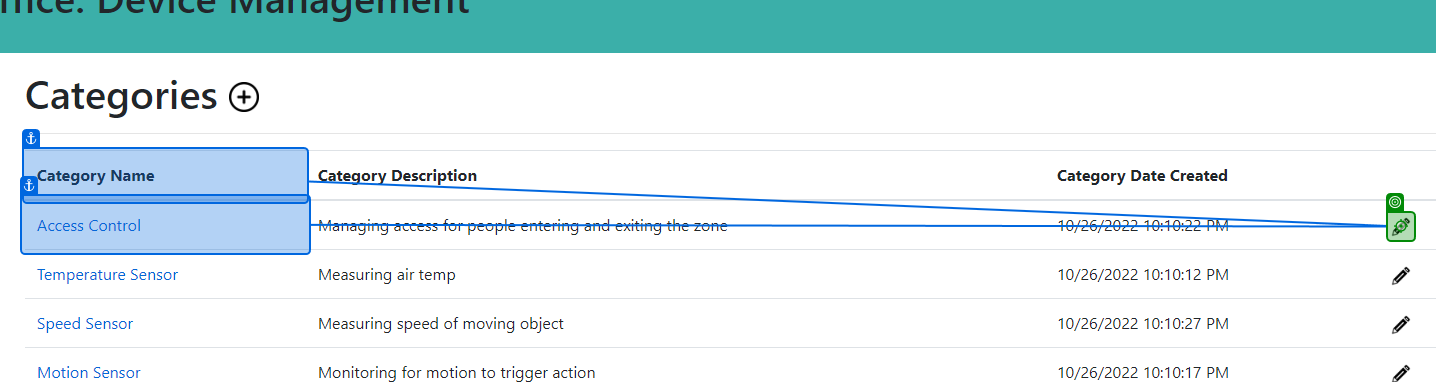 Device Management
Categories
Category Name Category Description Category Date Created
Access Control Managing access for people entering and exiting the zone 10/26/2022 10:10:22 PM
Temperature Sensor Measuring air temp 10/26/2022 10:10:12 PM
Speed Sensor Measuring speed of moving object 10/26/2022 10:10:27 PM
Motion Sensor Monitoring for motion to trigger action 10/26/2022 10:10:17 PM